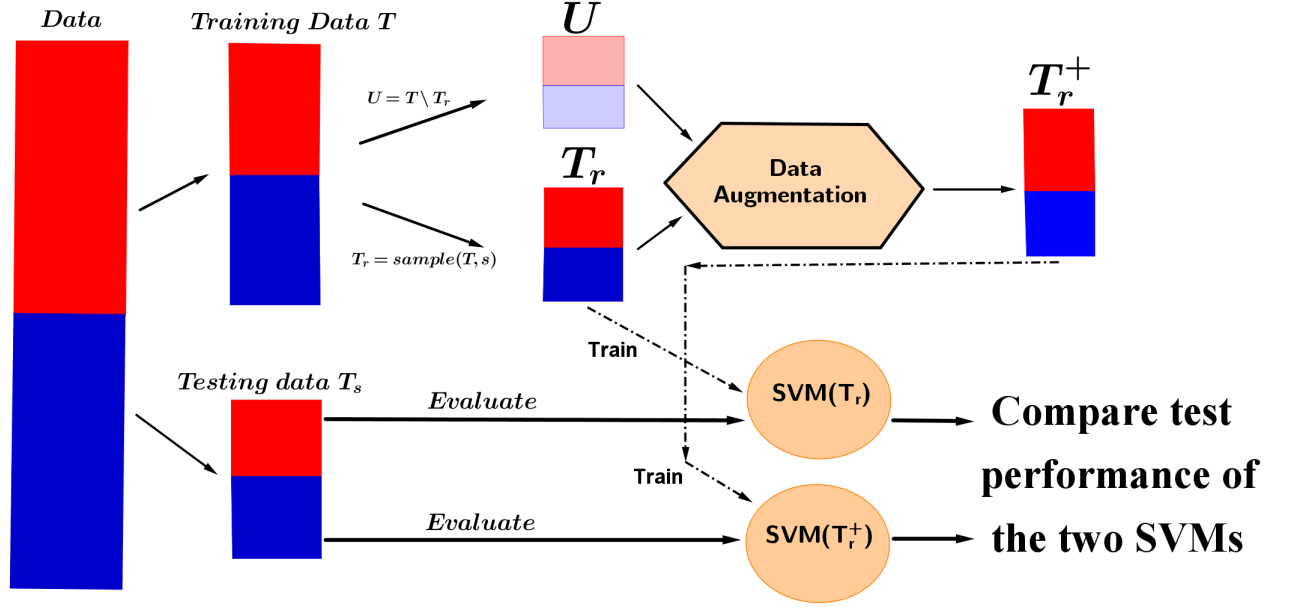 Data
Training Data T
U
U = T \ T_r
T_r^+
T_r
Data
Augmentation
T_r = sample(T, s)
Train
Testing data T_s
Evaluate
SVM(T_r)
Compare test
performance of
the two SVMs
Train
Evaluate
SVM(T_r^+)